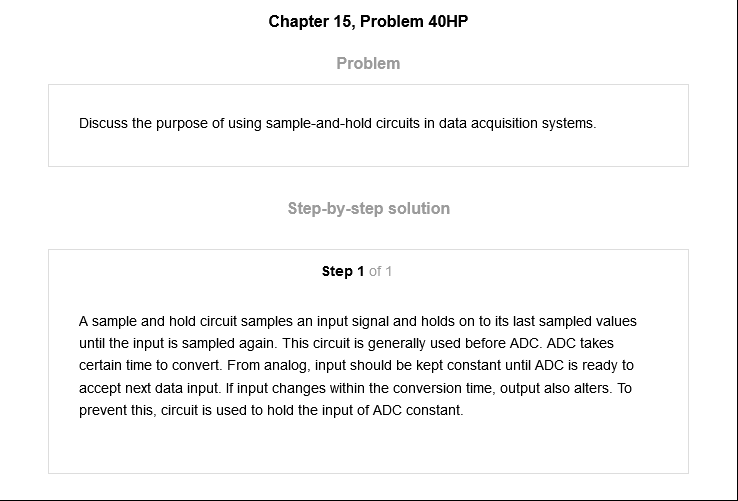 Chapter 15, Problem 40HP
Problem
Discuss the purpose of using sample-and-hold circuits in data acquisition systems.
Step-by-step solution
Step 1 of 1
A sample and hold circuit samples an input signal and holds on to its last sampled values
until the input is sampled again. This circuit is generally used before ADC. ADC takes
certain time to convert. From analog, input should be kept constant until ADC is ready to
accept next data input. If input changes within the conversion time, output also alters. To
prevent this, circuit is used to hold the input of ADC constant.